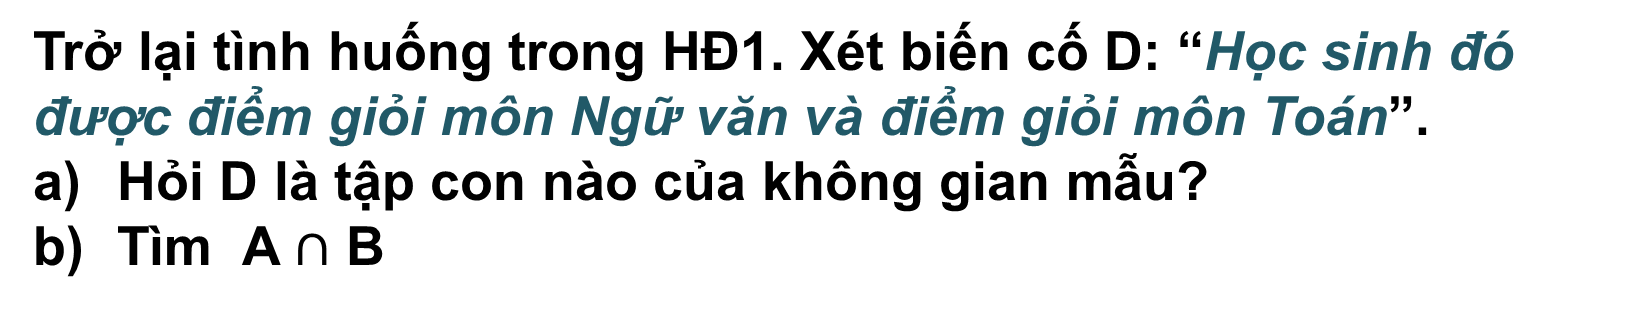 Trở lại tình huống trong HĐ1. Xét biến cố D: “Học sinh đó
được điểm giỏi môn Ngữ văn và điểm giỏi môn Toán”.
a) Hỏi D là tập con nào của không gian mẫu?
b) Tìm A ∩ B